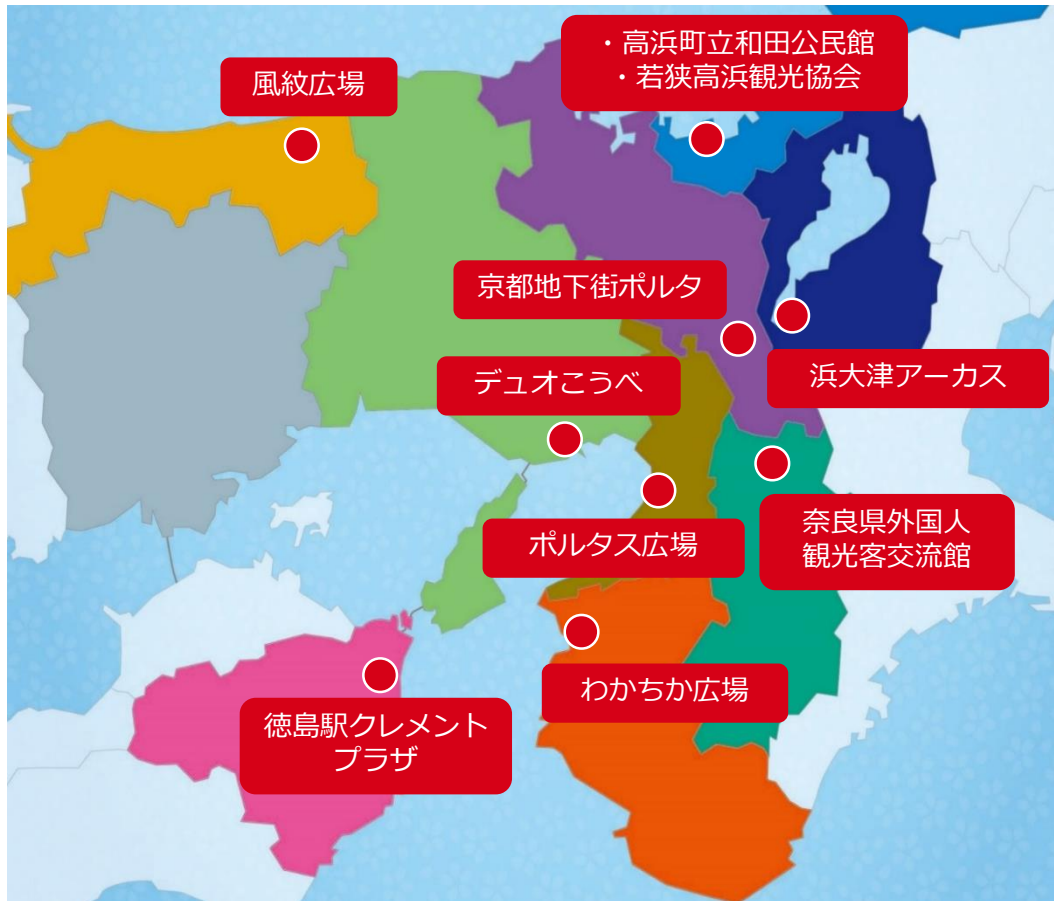 ・高浜町立和田公民館
・若狭高浜観光協会
風紋広場
京都地下街ポルタ
浜大津アーカス
デュオこうべ
ポルタス広場
奈良県外国人
観光客交流館
わかちか広場
徳島駅クレメント
プラザ